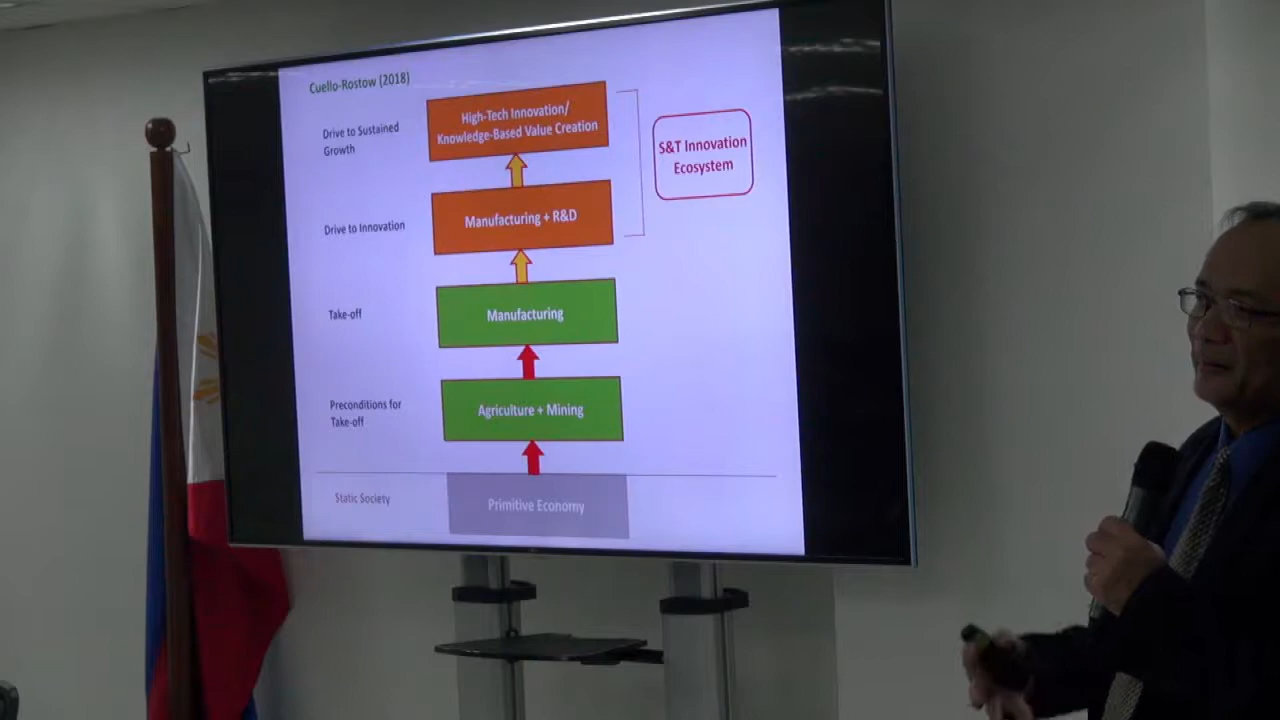 Cuello-Rostow (2018)
Drive to Sustained
Growth
High-Tech Innovation/
Knowledge-Based Value Creation
S&T Innovation
Ecosystem
Drive to Innovation
Manufacturing + R&D
Take-off
Manufacturing
Preconditions for
Take-off
Agriculture + Mining
Static Society
Primitive Economy